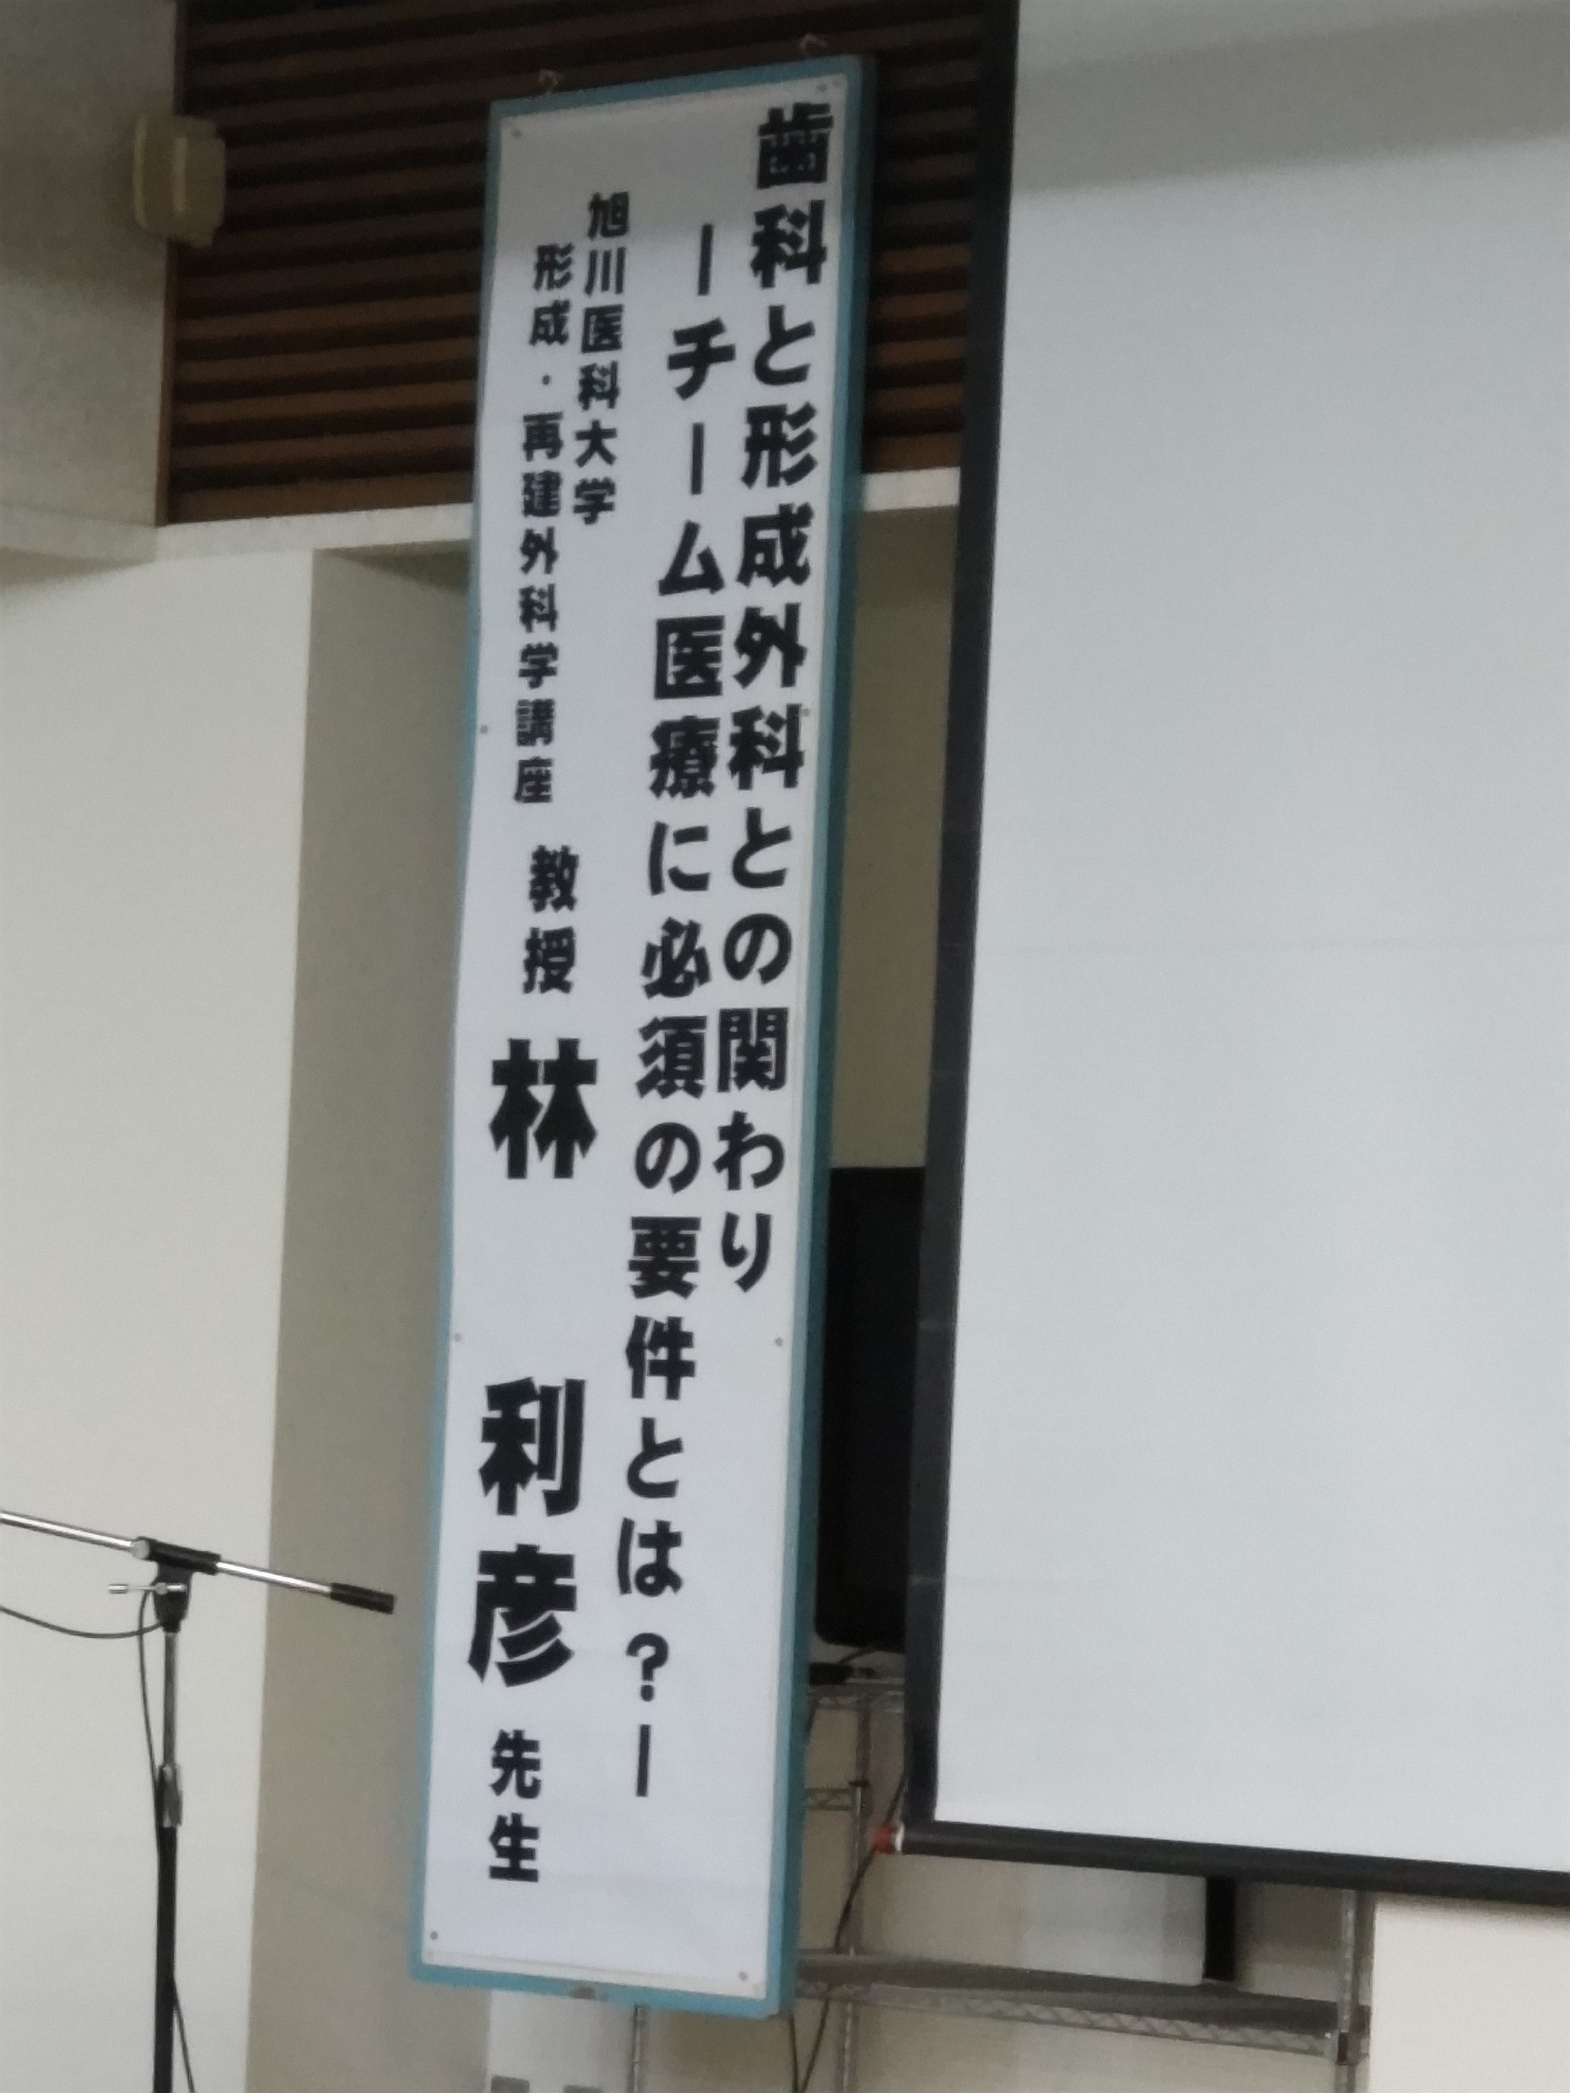 歯科と形成外科との関わり
ーチーム医療に必須の要件とは?ー
旭川医科大学
形成・再建外科学講座 教授 林 利彦 先生